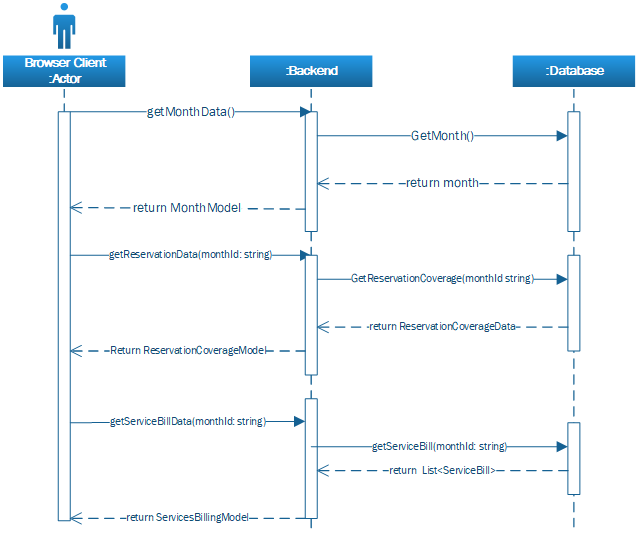 Browser Client
:Actor
:Backend
:Database
getMonthData()
GetMonth()
return month
return MonthModel
getReservationData(monthId: string)
GetReservationCoverage(monthId string)
return ReservationCoverageData
Return ReservationCoverageModel
getServiceBillData(monthId: string)
getServiceBill(monthId: string)
return List<ServiceBill>
return ServicesBillingModel